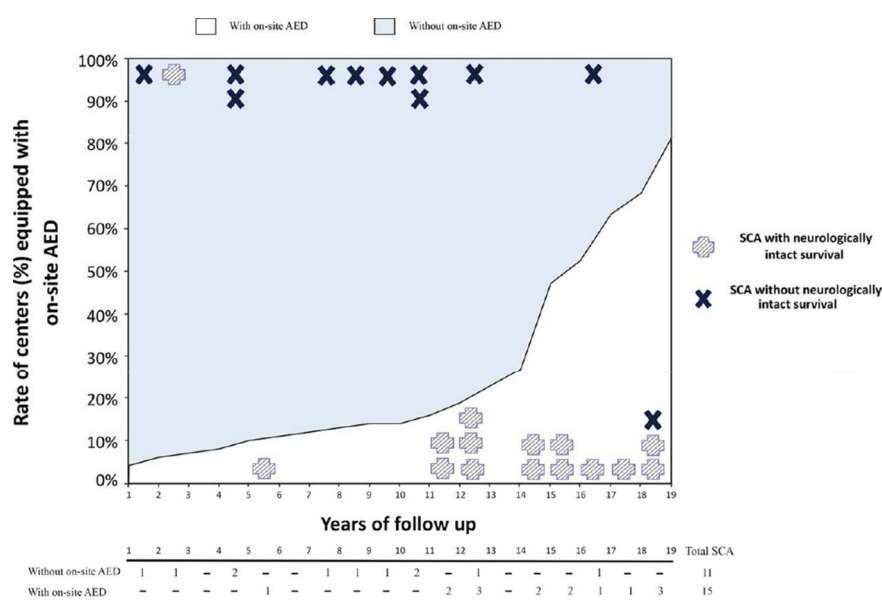 With on-site AED Without on-site AED
100%
90%
80%
70%
60%
50%
40%
30%
20%
10%
0%
Rate of centers (%) equipped with
on-site AED
1 2 3 4 5 6 7 8 9 10 11 12 13 14 15 16 17 18 19
Years of follow up
SCA with neurologically
intact survival
SCA without neurologically
intact survival
1 2 3 4 5 6 7 8 9 10 11 12 13 14 15 16 17 18 19 Total SCA
Without on-site AED 1 1 – 2 – – 1 1 1 2 – 1 – – – 1 – – 11
With on-site AED – – – – 1 – – – – – 2 3 – 2 2 1 1 3 15